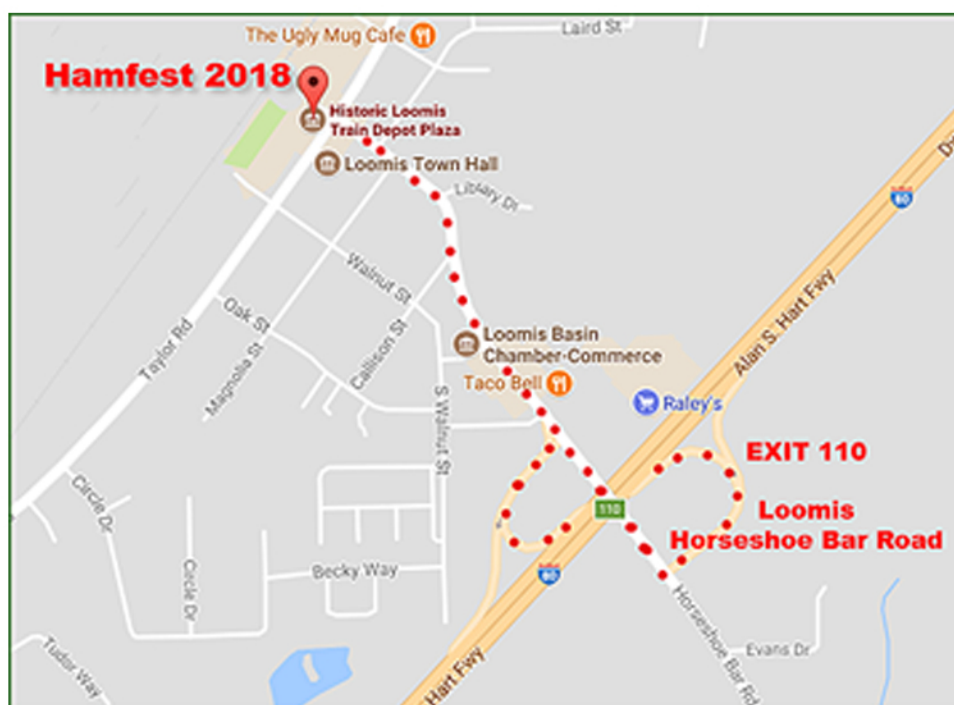 The Ugly Mug Cafe
Laird St
Hamfest 2018
Historic Loomis
Train Depot Plaza
Loomis Town Hall
Library Dr
80
Walnut St
Alan S. Hart Fwy
Oak St
Taylor Rd
Magnolia St
Callison St
Loomis Basin
Chamber-Commerce
Taco Bell
Raley's
S Walnut St
EXIT 110
Loomis
Horseshoe Bar Road
110
Circle Dr
Circle Dr
Becky Way
80
Horseshoe Bar Rd
Evans Dr
Tudor Way
Hart Fwy